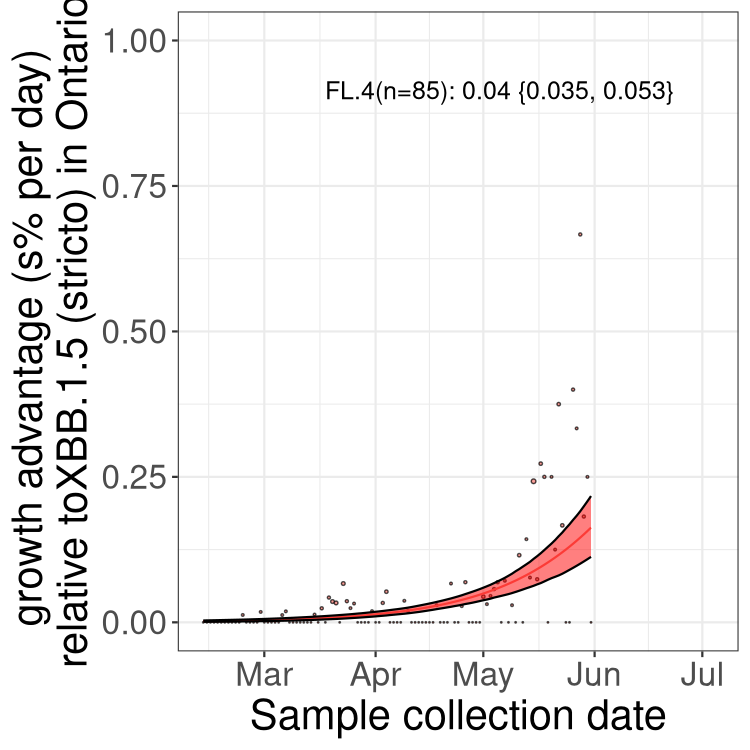 growth advantage (s% per day)
relative toXBB.1.5 (stricto) in Ontario
1.00
0.75
0.50
0.25
0.00
FL.4(n=85): 0.04 {0.035, 0.053}
Mar Apr May Jun Jul
Sample collection date